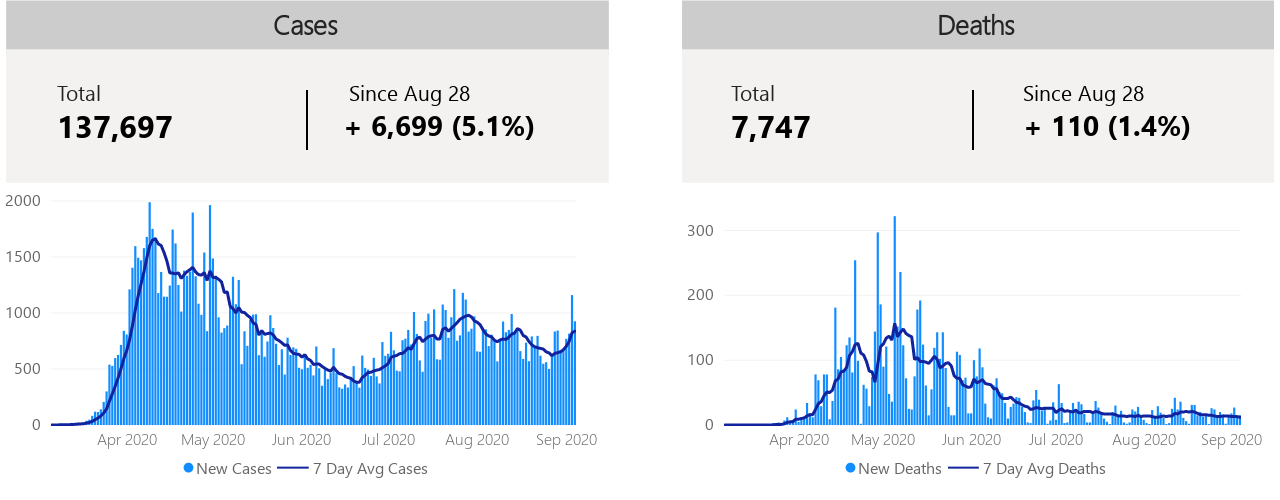 Cases
Total
137,697
Since Aug 28
+ 6,699 (5.1%)
2000
1500
1000
500
0
Apr 2020 May 2020 Jun 2020 Jul 2020 Aug 2020 Sep 2020
New Cases 7 Day Avg Cases
Deaths
Total
7,747
Since Aug 28
+ 110 (1.4%)
300
200
100
0
Apr 2020 May 2020 Jun 2020 Jul 2020 Aug 2020 Sep 2020
New Deaths 7 Day Avg Deaths